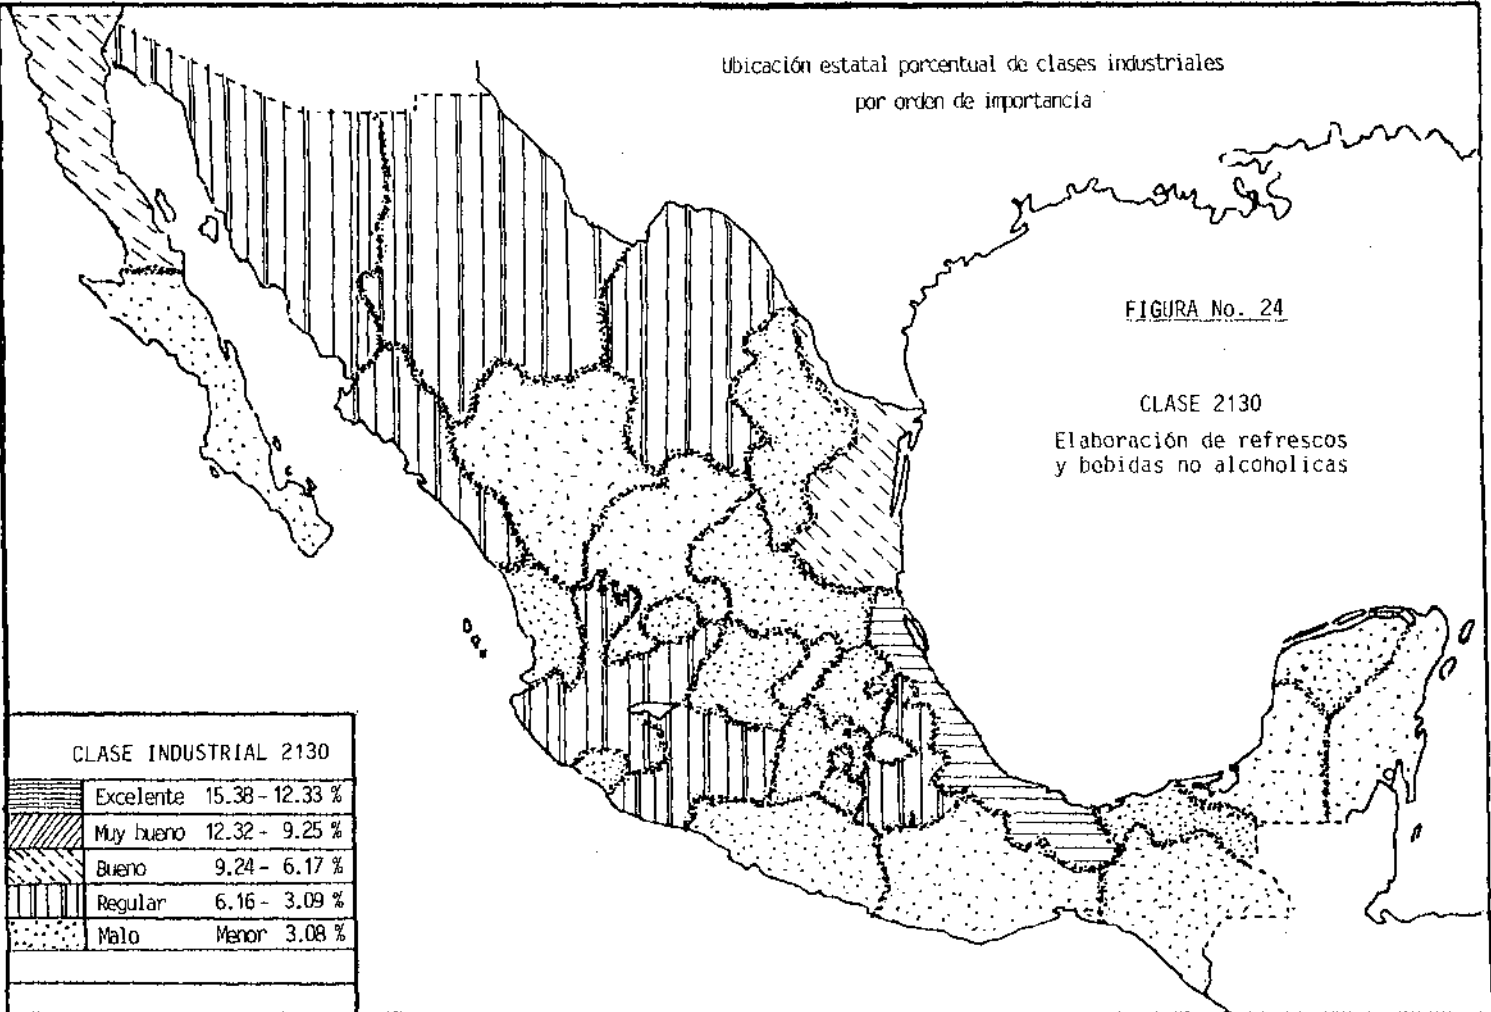 Ubicación estatal porcentual de clases industriales
por orden de importancia
FIGURA No. 24
CLASE 2130
Elaboración de refrescos
y bebidas no alcoholicas
CLASE INDUSTRIAL 2130
Excelente 15.38 - 12.33 %
Muy bueno 12.32 - 9.25 %
Bueno 9.24 - 6.17 %
Regular 6.16 - 3.09 %
Malo Menor 3.08 %